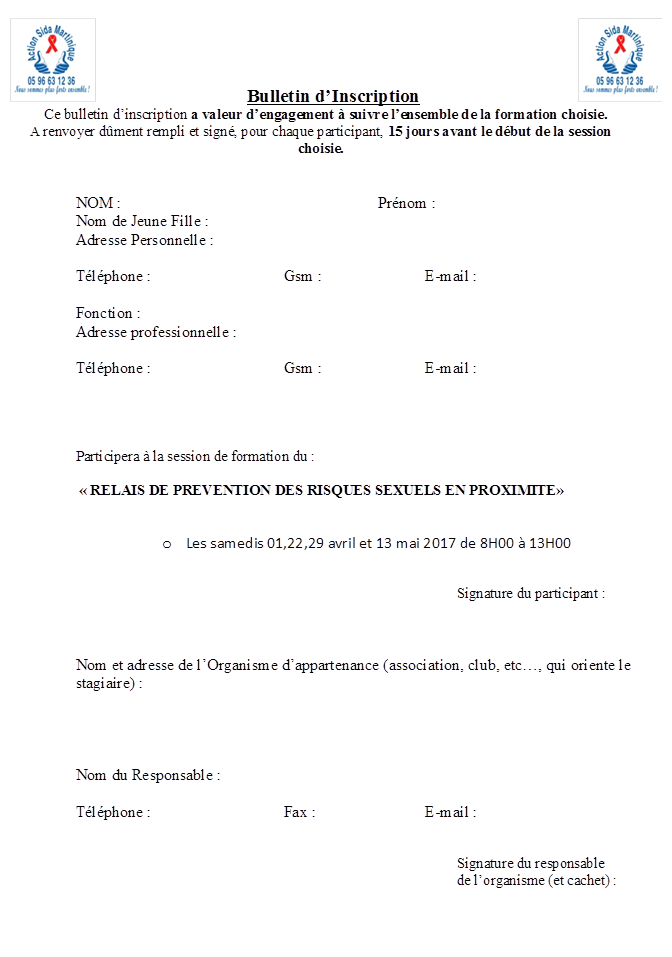 Action Sida Martinique
05 96 63 12 36
Nous sommes plus forts ensemble !
Action Sida Martinique
05 96 63 12 36
Nous sommes plus forts ensemble !
Bulletin d’Inscription
Ce bulletin d’inscription a valeur d’engagement à suivre l’ensemble de la formation choisie.
A renvoyer dûment rempli et signé, pour chaque participant, 15 jours avant le début de la session
choisie.
NOM : Prénom :
Nom de Jeune Fille :
Adresse Personnelle :
Téléphone : Gsm : E-mail :
Fonction :
Adresse professionnelle :
Téléphone : Gsm : E-mail :
Participera à la session de formation du :
« RELAIS DE PREVENTION DES RISQUES SEXUELS EN PROXIMITE»
o Les samedis 01,22,29 avril et 13 mai 2017 de 8H00 à 13H00
Signature du participant :
Nom et adresse de l’Organisme d’appartenance (association, club, etc…, qui oriente le
stagiaire) :
Nom du Responsable :
Téléphone : Fax : E-mail :
Signature du responsable
de l’organisme (et cachet) :